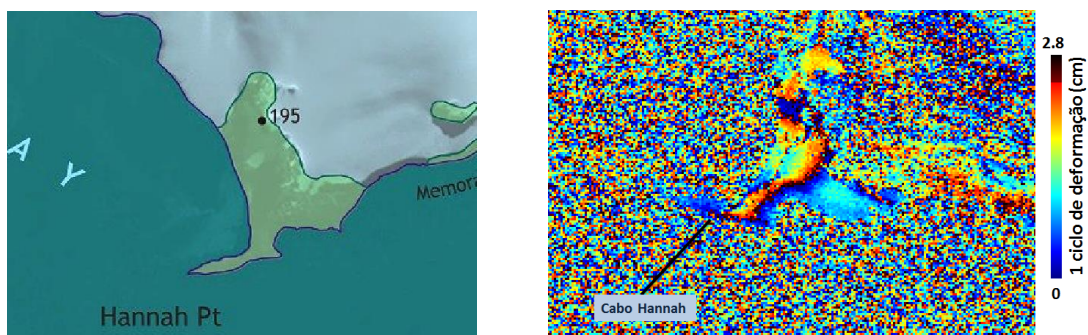 A
Y
195
Memora
Hannah Pt
Cabo Hannah
2.8
1 ciclo de deformação (cm)
0